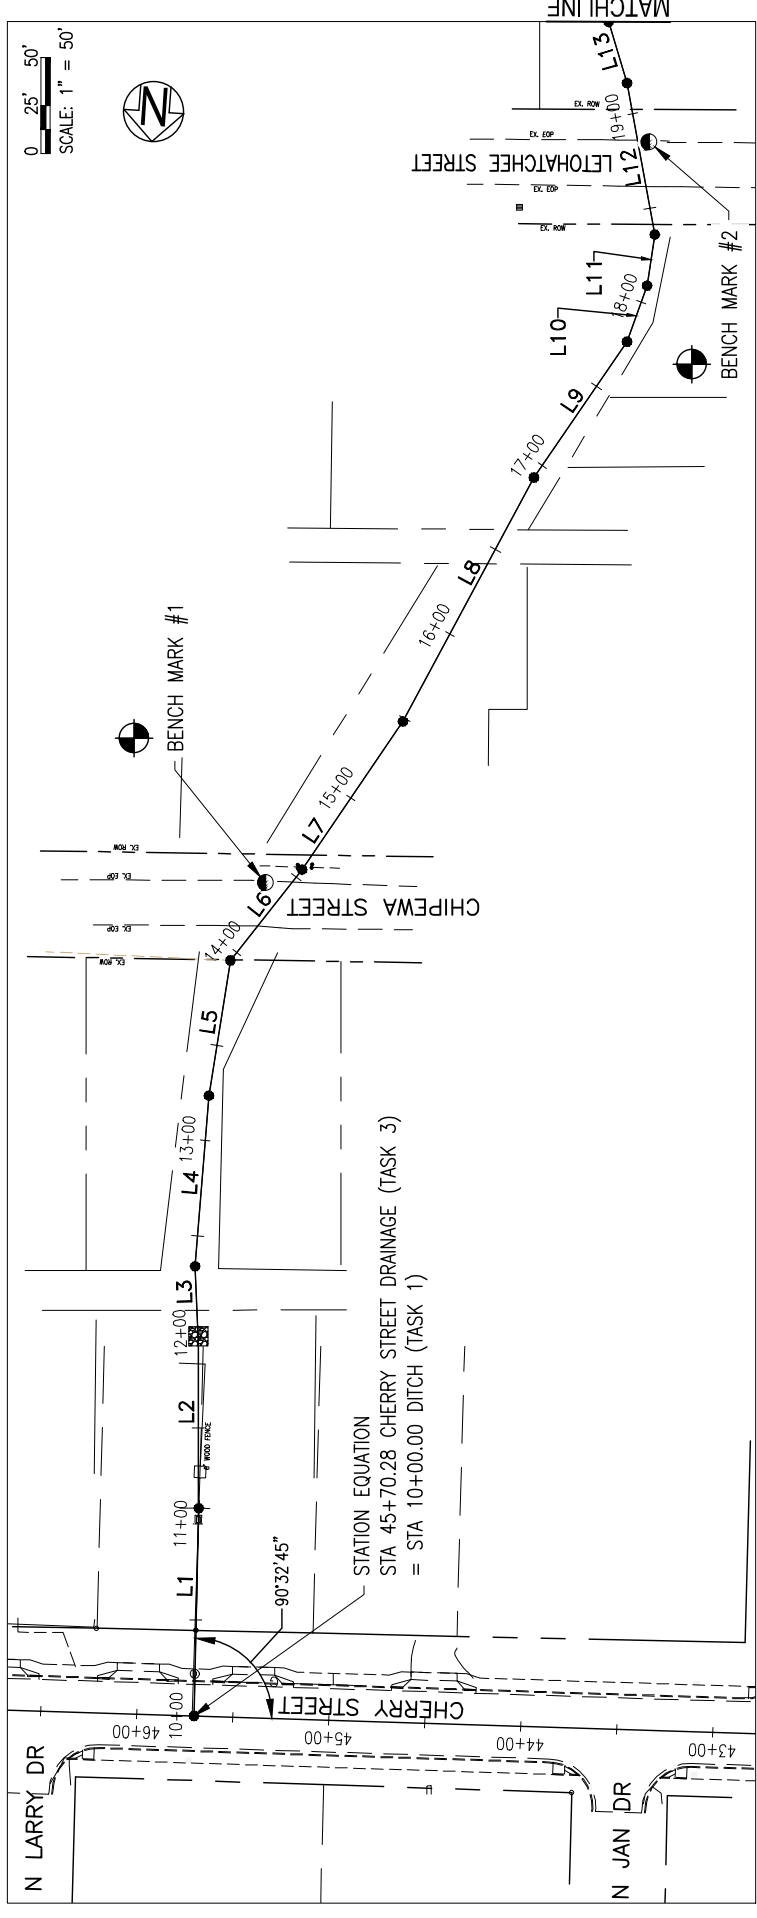 0 25' 50'
SCALE: 1" = 50'
N
MATCHLINE
L13
EX. ROW
19+00
EX. EOP
LETOHATCHEE STREET
L12
EX. EOP
EX. ROW
BENCH MARK #2
L11
18+00
L10
L9
17+00
L8
16+00
BENCH MARK #1
15+00
L7
EX. ROW
EX. EOP
L6
CHIPEWA STREET
EX. EOP
14+00
EX. ROW
L5
13+00
L4
L3
12+00
L2
6' WOOD FENCE
11+00
L1
STATION EQUATION
STA 45+70.28 CHERRY STREET DRAINAGE (TASK 3)
= STA 10+00.00 DITCH (TASK 1)
90°32'45"
10+00
CHERRY STREET
46+00
45+00
44+00
43+00
N LARRY DR
N JAN DR